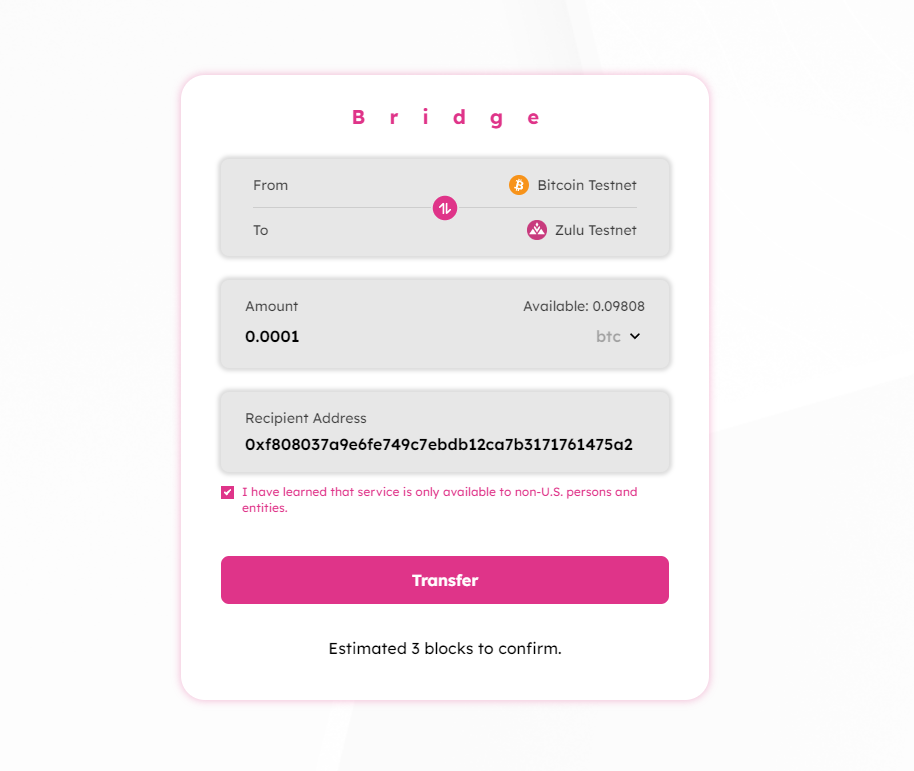 Bridge
From
Bitcoin Testnet
To
Zulu Testnet
Amount
Available: 0.09808
0.0001
btc
Recipient Address
0xf808037a9e6fe749c7ebdb12ca7b3171761475a2
I have learned that service is only available to non-U.S. persons and
entities.
Transfer
Estimated 3 blocks to confirm.